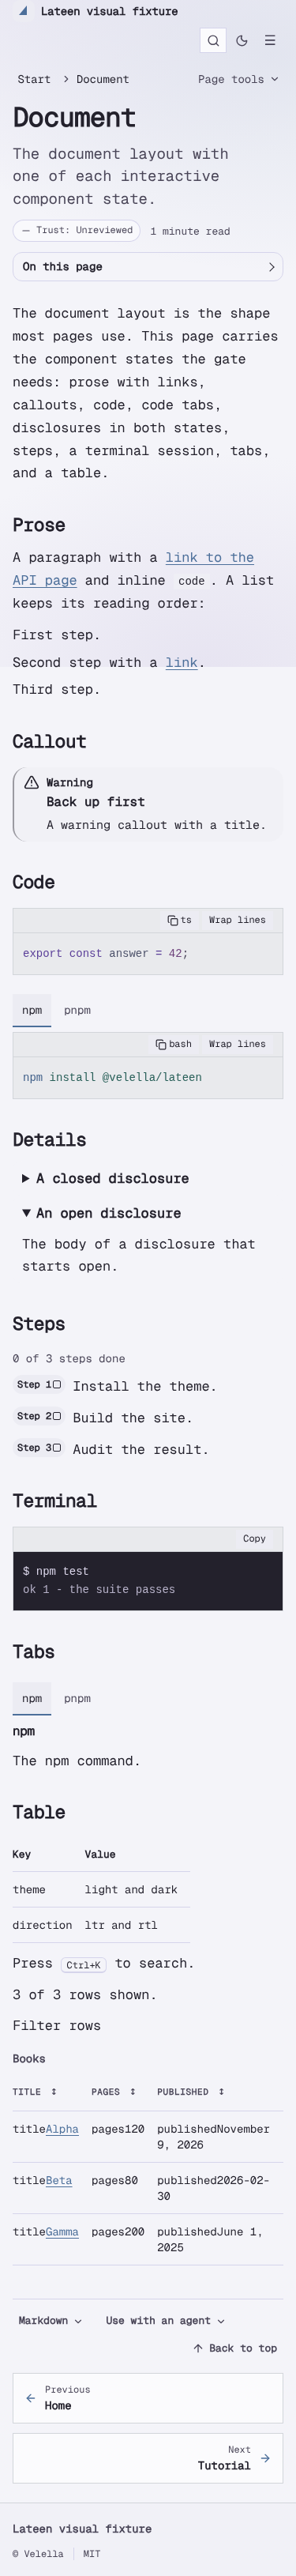 Lateen visual fixture
Start > Document Page tools
Document
The document layout with
one of each interactive
component state.
— Trust: Unreviewed 1 minute read
On this page
The document layout is the shape
most pages use. This page carries
the component states the gate
needs: prose with links,
callouts, code, code tabs,
disclosures in both states,
steps, a terminal session, tabs,
and a table.
Prose
A paragraph with a link to the
API page and inline code. A list
keeps its reading order:
First step.
Second step with a link.
Third step.
Callout
Warning
Back up first
A warning callout with a title.
Code
ts Wrap lines
export const answer = 42;
npm pnpm
bash Wrap lines
npm install @velella/lateen
Details
A closed disclosure
An open disclosure
The body of a disclosure that
starts open.
Steps
0 of 3 steps done
Step 1 Install the theme.
Step 2 Build the site.
Step 3 Audit the result.
Terminal
Copy
$ npm test
ok 1 - the suite passes
Tabs
npm pnpm
npm
The npm command.
Table
Key Value
theme light and dark
direction ltr and rtl
Press Ctrl+K to search.
3 of 3 rows shown.
Filter rows
Books
TITLE ↕ PAGES ↕ PUBLISHED ↕
titleAlpha pages120 publishedNovember
9, 2026
titleBeta pages80 published2026-02-
30
titleGamma pages200 publishedJune 1,
2025
Markdown Use with an agent
↑ Back to top
← Previous
Home
Next →
Tutorial
Lateen visual fixture
© Velella MIT